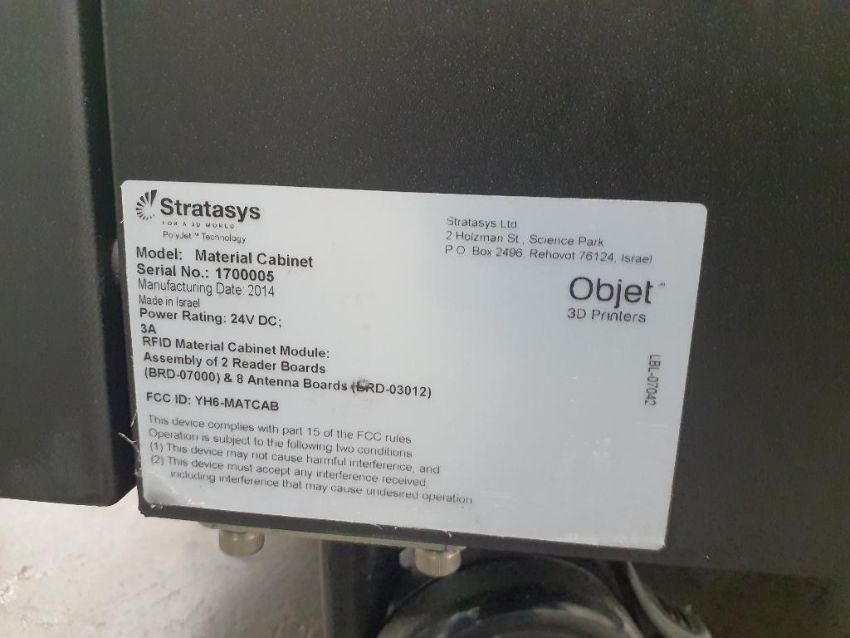 Stratasys
FOR A 3D WORLD
PolyJet™ Technology
Model: Material Cabinet
Serial No.: 1700005
Manufacturing Date: 2014
Made in Israel
Power Rating: 24V DC;
3A
RFID Material Cabinet Module:
Assembly of 2 Reader Boards
(BRD-07000) & 8 Antenna Boards (BRD-03012)
FCC ID: YH6-MATCAB
This device complies with part 15 of the FCC rules
Operation is subject to the following two conditions
(1) This device may not cause harmful interference, and
(2) This device must accept any interference received,
including interference that may cause undesired operation
Stratasys Ltd
2 Holzman St., Science Park
P.O. Box 2496, Rehovot 76124, Israel
Objet™
3D Printers
LBL-07042